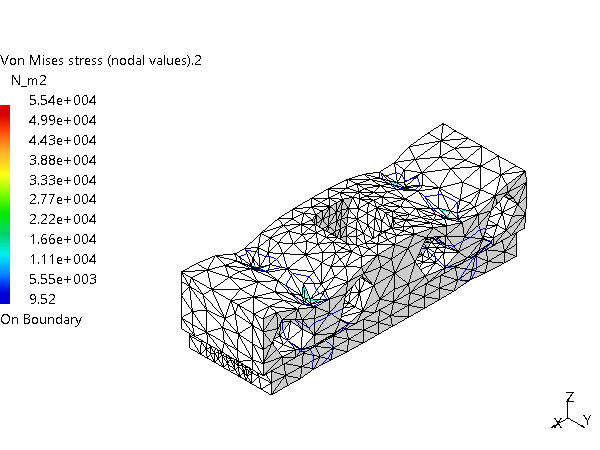 Von Mises stress (nodal values).2
N_m2
5.54e+004
4.99e+004
4.43e+004
3.88e+004
3.33e+004
2.77e+004
2.22e+004
1.66e+004
1.11e+004
5.55e+003
9.52
On Boundary
Z
X Y